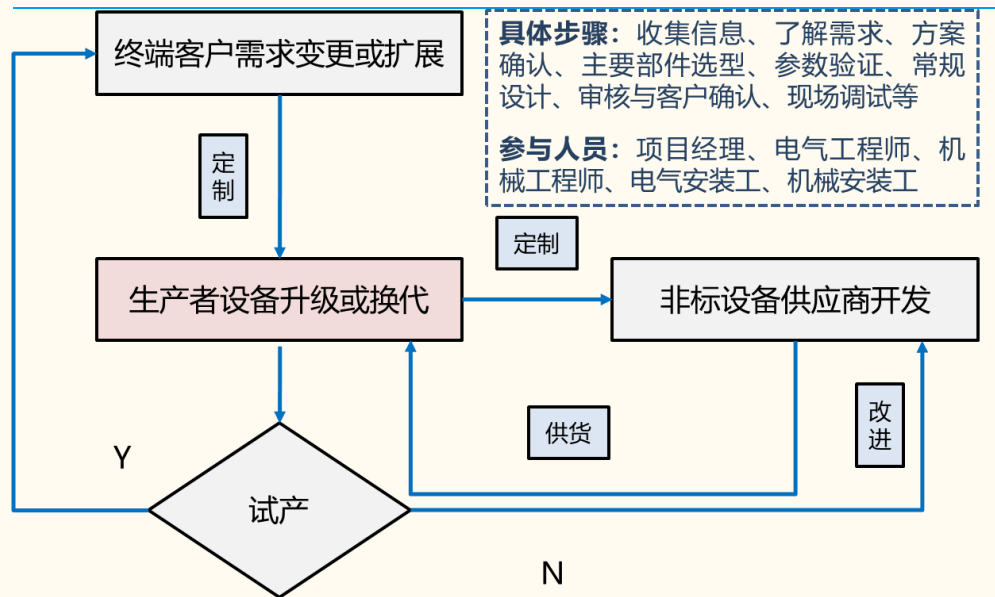 终端客户需求变更或扩展
具体步骤：收集信息、了解需求、方案
确认、主要部件选型、参数验证、常规
设计、审核与客户确认、现场调试等
参与人员：项目经理、电气工程师、机
械工程师、电气安装工、机械安装工
定
制
定制
生产者设备升级或换代
非标设备供应商开发
供货
改
进
Y
试产
N